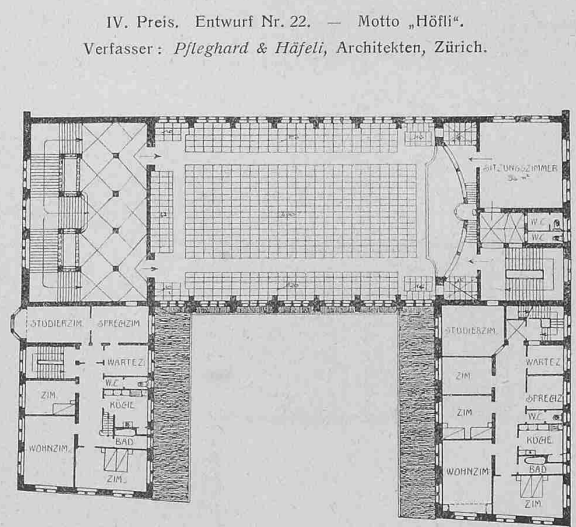 IV. Preis. Entwurf Nr. 22. — Motto „Höfli“.
Verfasser: Pfleghard & Häfeli, Architekten, Zürich.
SITZUNGSZIMMER
W.C.
W.C.
STUDIERZIM.
SPRECHZIM.
WARTEZ.
W.C.
ZIM.
KÜCHE
BAD
WOHNZIM.
ZIM.
STUDIERZIM.
WARTEZ.
ZIM.
SPRECHZ.
ZIM.
W.C.
KÜCHE
WOHNZIM.
BAD
ZIM.